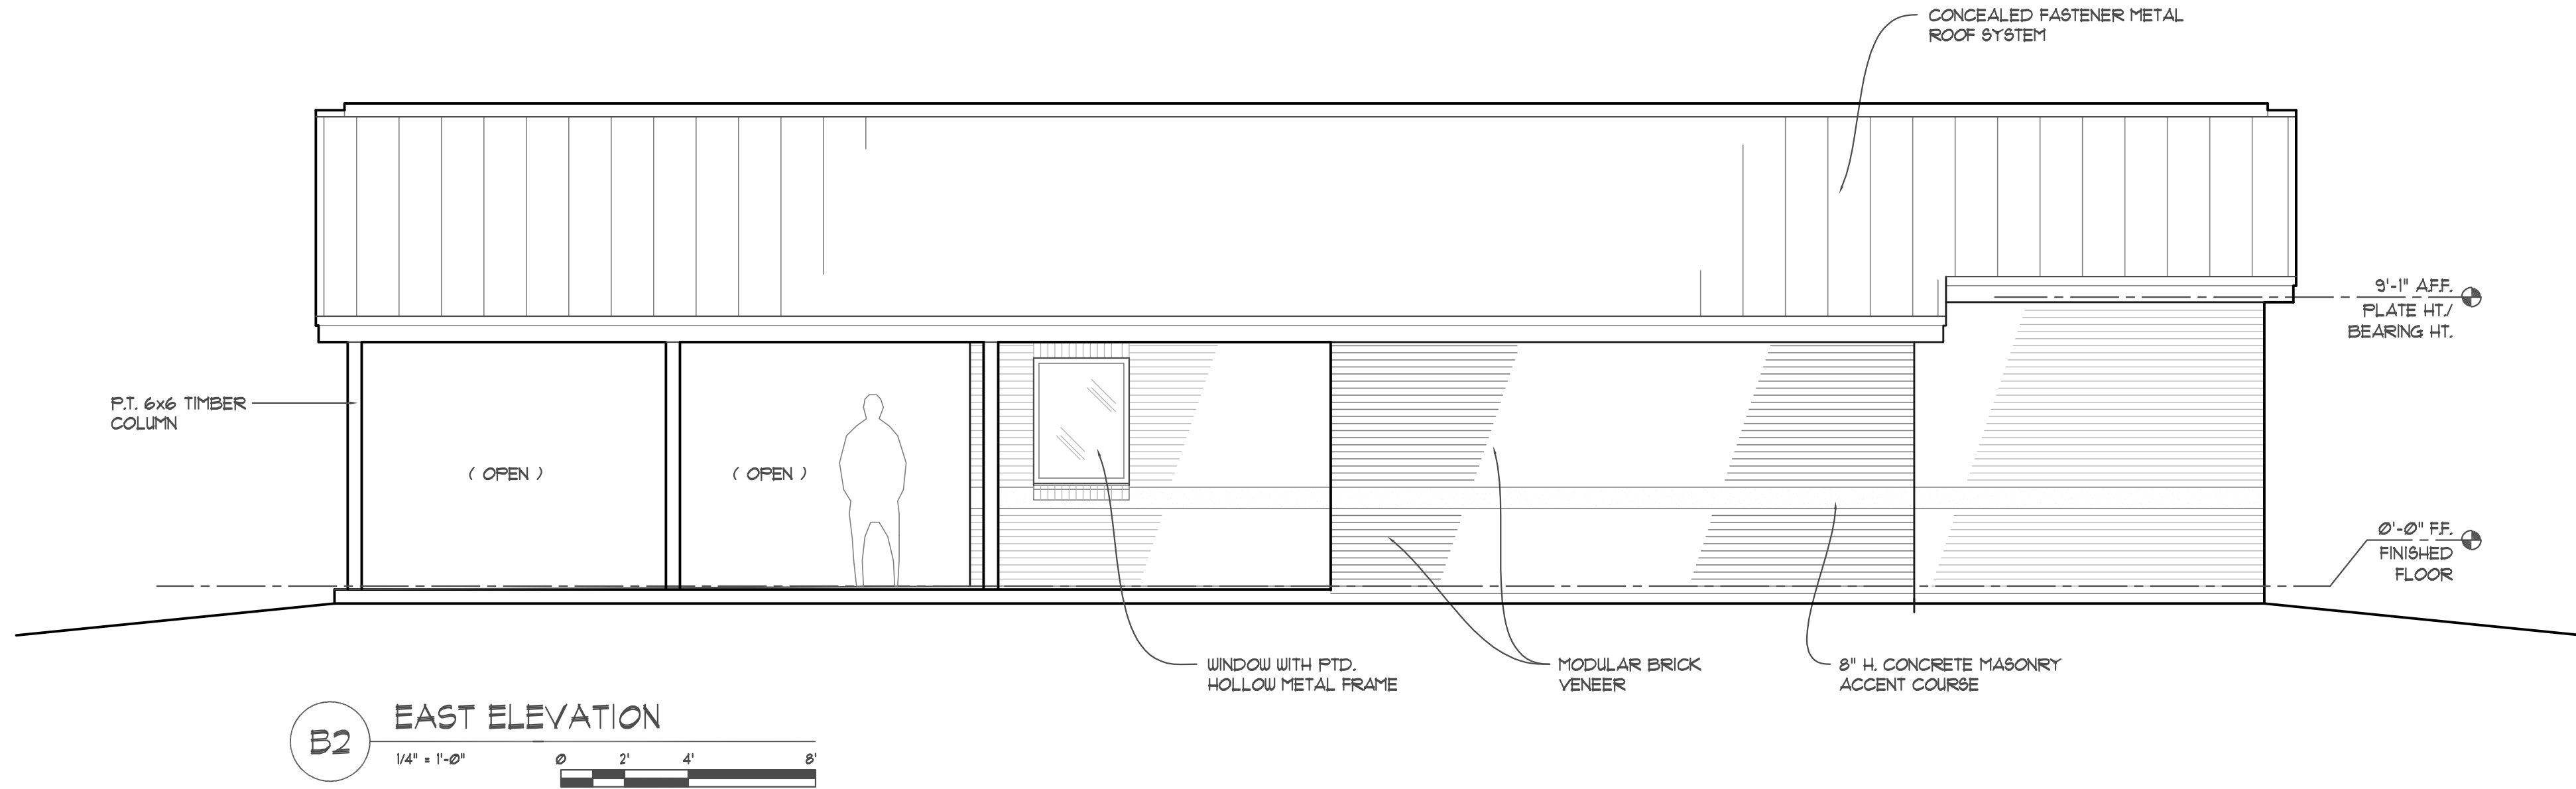 CONCEALED FASTENER METAL
ROOF SYSTEM
9'-1" A.F.F.
PLATE HT./
BEARING HT.
P.T. 6x6 TIMBER
COLUMN
( OPEN )
( OPEN )
0'-0" F.F.
FINISHED
FLOOR
WINDOW WITH PTD.
HOLLOW METAL FRAME
MODULAR BRICK
VENEER
8" H. CONCRETE MASONRY
ACCENT COURSE
B2
EAST ELEVATION
1/4" = 1'-0"
0 2' 4' 8'